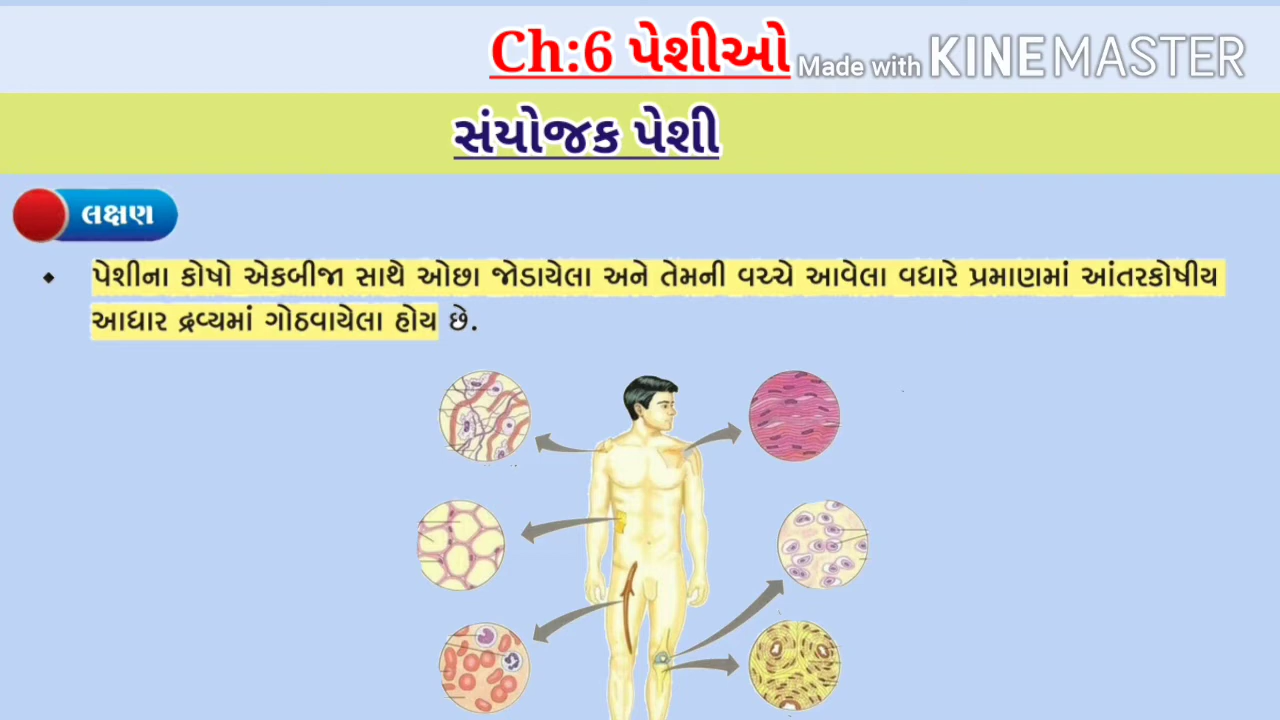 Ch:6 પેશીઓ
Made with KINEMASTER
સંયોજક પેશી
લક્ષણ
પેશીના કોષો એકબીજા સાથે ઓછા જોડાયેલા અને તેમની વચ્ચે આવેલા વધારે પ્રમાણમાં આંતરકોષીય
આધાર દ્રવ્યમાં ગોઠવાયેલા હોય છે.